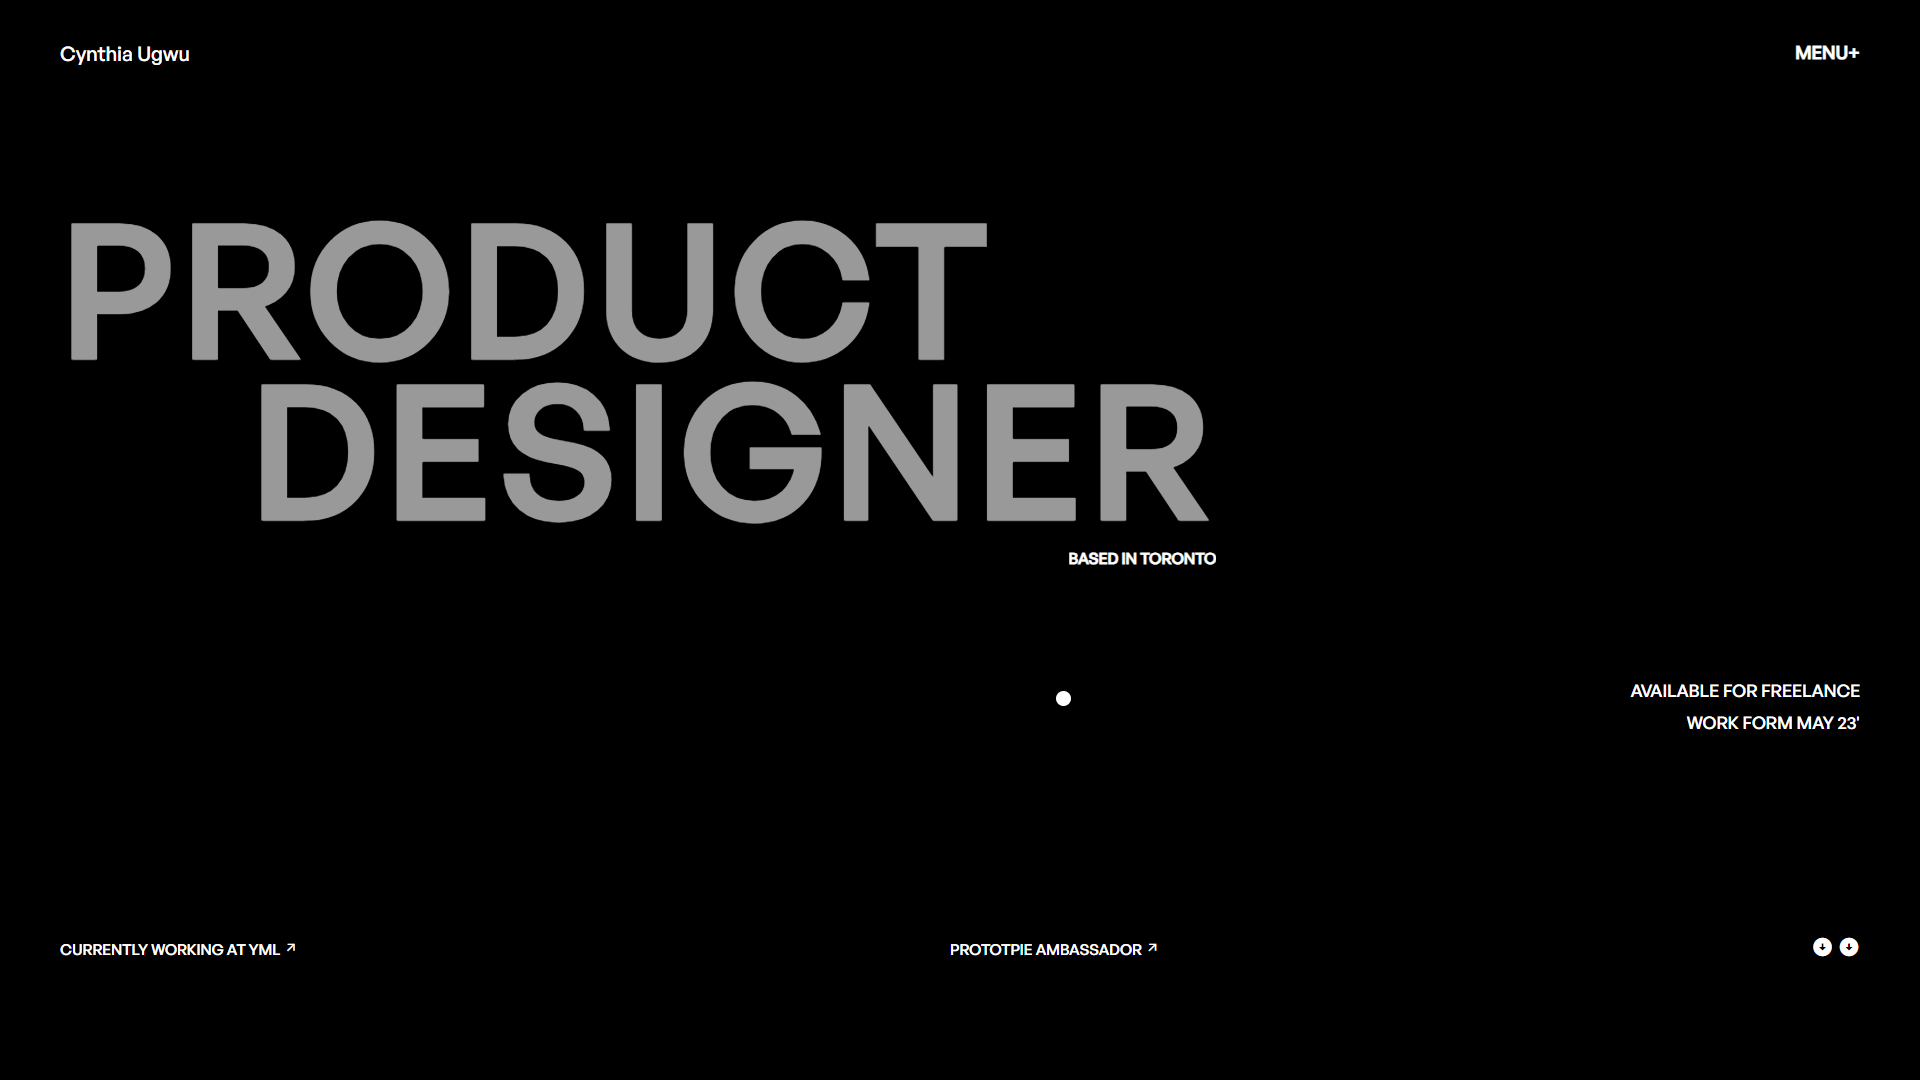 Cynthia Ugwu
MENU+
PRODUCT
DESIGNER
BASED IN TORONTO
AVAILABLE FOR FREELANCE
WORK FORM MAY 23'
CURRENTLY WORKING AT YML ↗
PROTOTPIE AMBASSADOR ↗